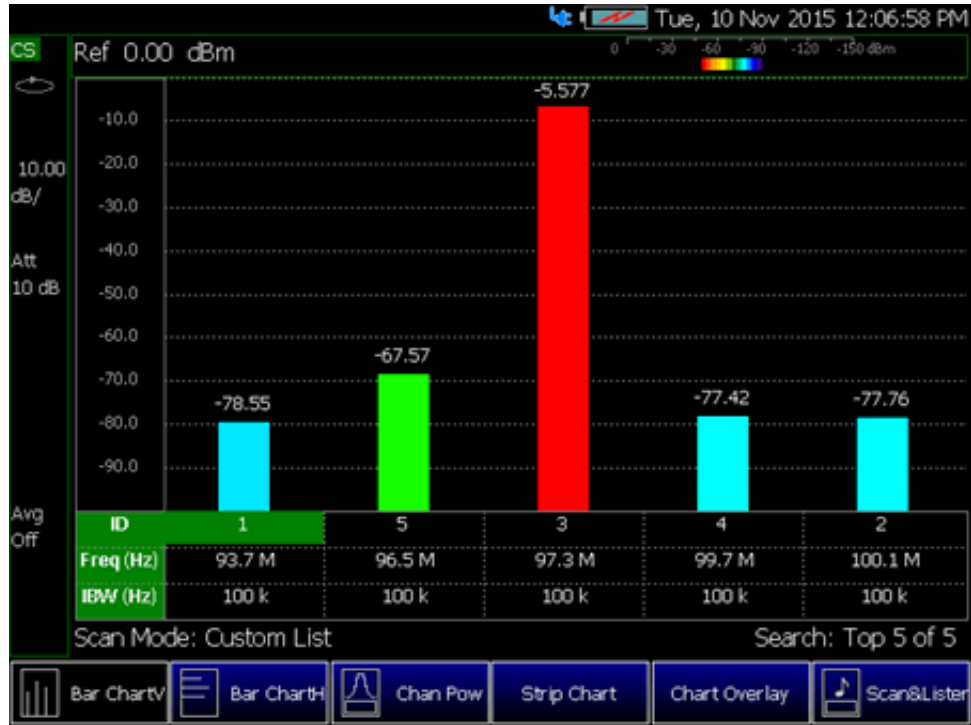 Tue, 10 Nov 2015 12:06:58 PM
CS
Ref 0.00 dBm
0 -30 -60 -90 -120 -150 dBm
10.00
dB/
Att
10 dB
Avg
Off
-10.0
-20.0
-30.0
-40.0
-50.0
-60.0
-70.0
-80.0
-90.0
-78.55
-67.57
-5.577
-77.42
-77.76
ID 1 5 3 4 2
Freq (Hz) 93.7 M 96.5 M 97.3 M 99.7 M 100.1 M
IBW (Hz) 100 k 100 k 100 k 100 k 100 k
Scan Mode: Custom List Search: Top 5 of 5
Bar ChartV Bar ChartH Chan Pow Strip Chart Chart Overlay Scan&Lister